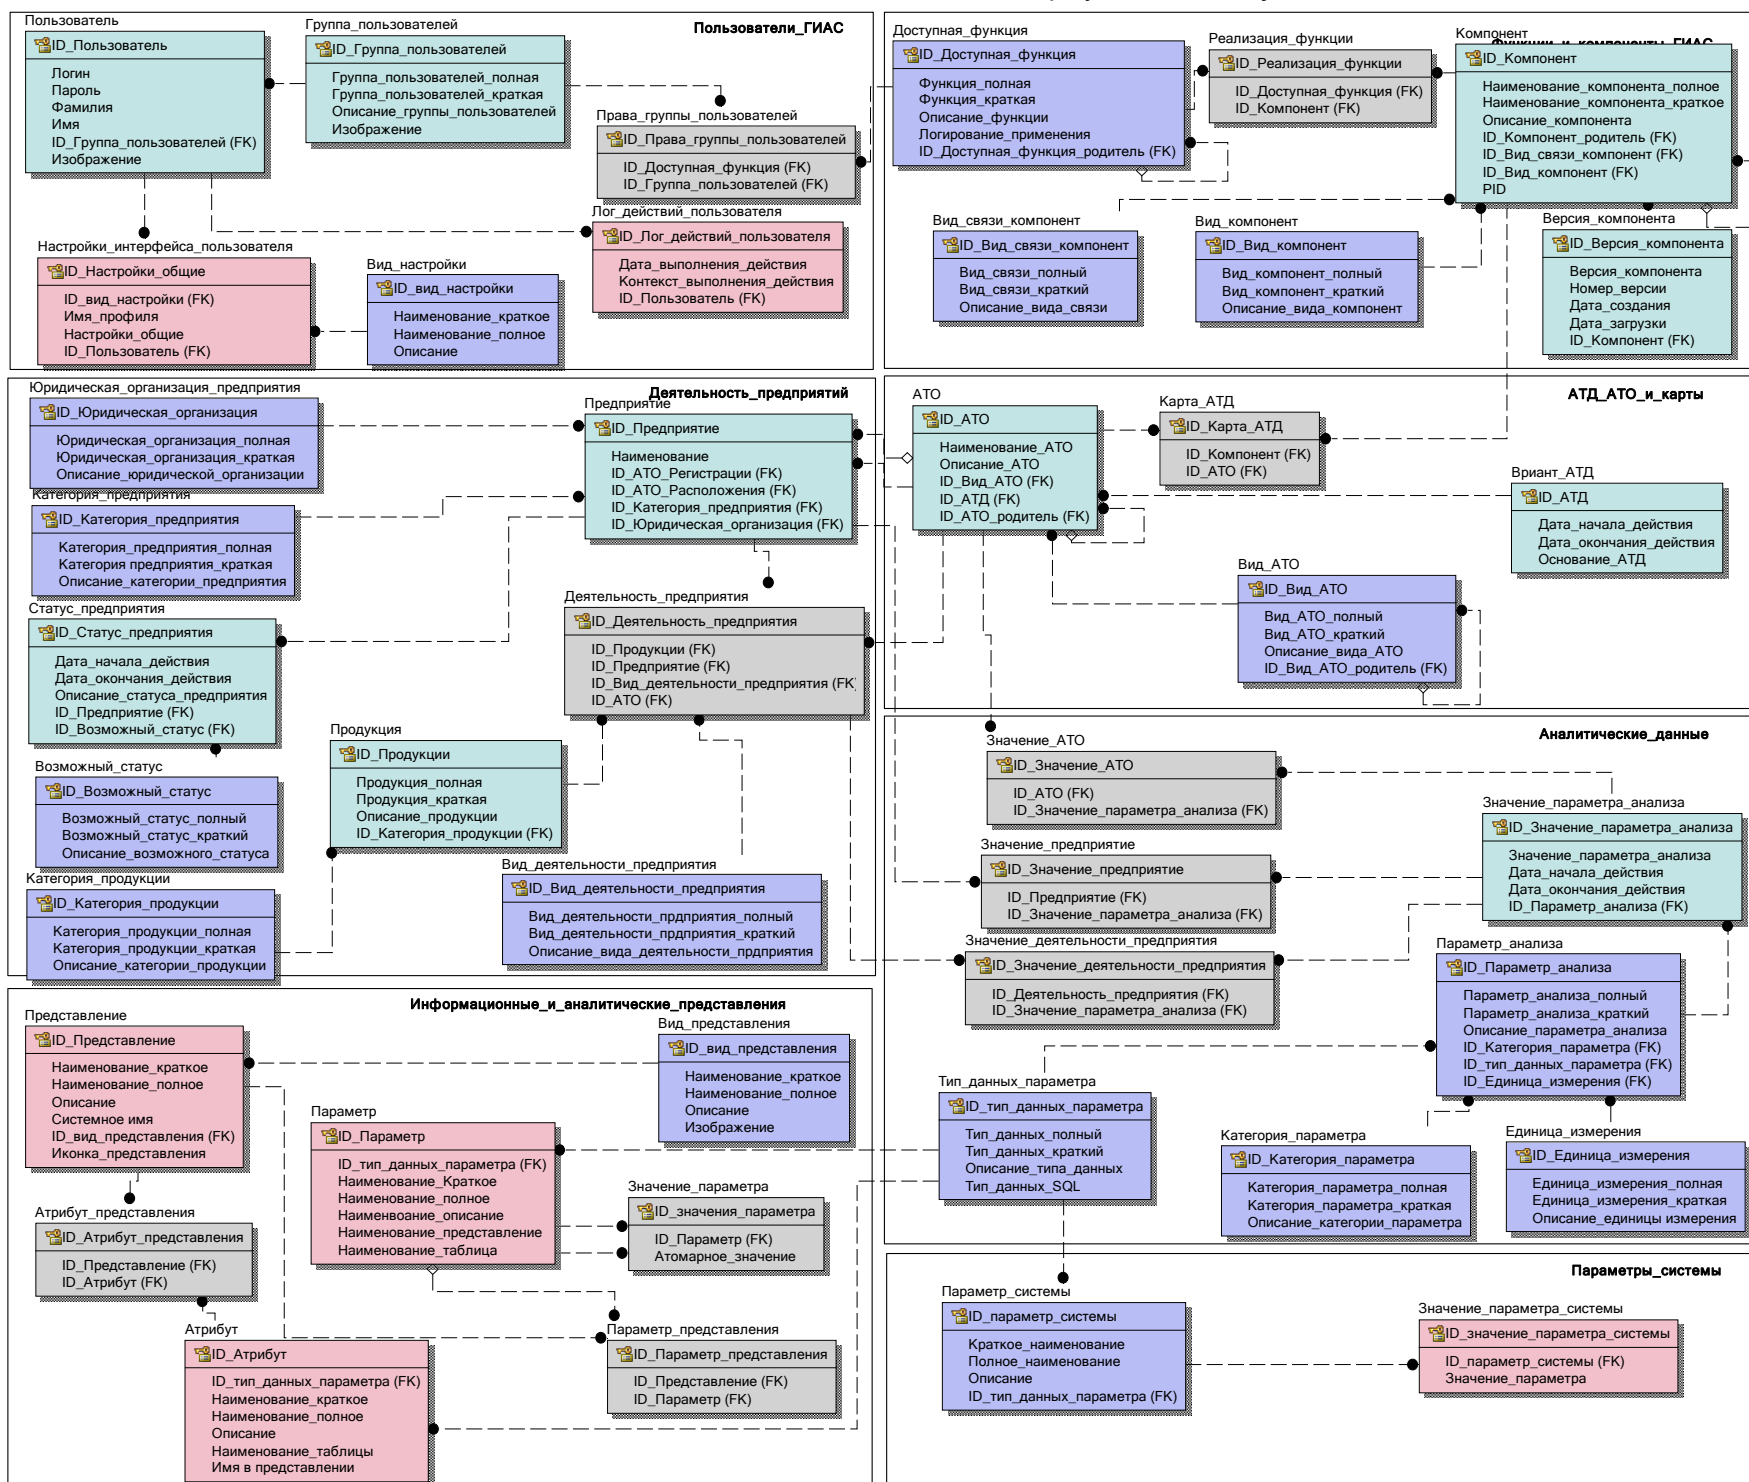 Пользователи_ГИАС
Пользователь
ID_Пользователь
Логин
Пароль
Фамилия
Имя
ID_Группа_пользователей (FK)
Изображение
Группа_пользователей
ID_Группа_пользователей
Группа_пользователей_полная
Группа_пользователей_краткая
Описание_группы_пользователей
Изображение
Права_группы_пользователей
ID_Права_группы_пользователей
ID_Доступная_функция (FK)
ID_Группа_пользователей (FK)
Лог_действий_пользователя
ID_Лог_действий_пользователя
Дата_выполнения_действия
Контекст_выполнения_действия
ID_Пользователь (FK)
Настройки_интерфейса_пользователя
ID_Настройки_общие
ID_вид_настройки (FK)
Имя_профиля
Настройки_общие
ID_Пользователь (FK)
Вид_настройки
ID_вид_настройки
Наименование_краткое
Наименование_полное
Описание
Функции_и_компоненты_ГИАС
Доступная_функция
ID_Доступная_функция
Функция_полная
Функция_краткая
Описание_функции
Логирование_применения
ID_Доступная_функция_родитель (FK)
Реализация_функции
ID_Реализация_функции
ID_Доступная_функция (FK)
ID_Компонент (FK)
Компонент
ID_Компонент
Наименование_компонента_полное
Наименование_компонента_краткое
Описание_компонента
ID_Компонент_родитель (FK)
ID_Вид_связи_компонент (FK)
ID_Вид_компонент (FK)
PID
Вид_связи_компонент
ID_Вид_связи_компонент
Вид_связи_полный
Вид_связи_краткий
Описание_вида_связи
Вид_компонент
ID_Вид_компонент
Вид_компонент_полный
Вид_компонент_краткий
Описание_вида_компонент
Версия_компонента
ID_Версия_компонента
Версия_компонента
Номер_версии
Дата_создания
Дата_загрузки
ID_Компонент (FK)
Деятельность_предприятий
Юридическая_организация_предприятия
ID_Юридическая_организация
Юридическая_организация_полная
Юридическая_организация_краткая
Описание_юридической_организации
Категория_предприятия
ID_Категория_предприятия
Категория_предприятия_полная
Категория предприятия_краткая
Описание_категории_предприятия
Статус_предприятия
ID_Статус_предприятия
Дата_начала_действия
Дата_окончания_действия
Описание_статуса_предприятия
ID_Предприятие (FK)
ID_Возможный_статус (FK)
Возможный_статус
ID_Возможный_статус
Возможный_статус_полный
Возможный_статус_краткий
Описание_возможного_статуса
Категория_продукции
ID_Категория_продукции
Категория_продукции_полная
Категория_продукции_краткая
Описание_категории_продукции
Предприятие
ID_Предприятие
Наименование
ID_АТО_Регистрации (FK)
ID_АТО_Расположения (FK)
ID_Категория_предприятия (FK)
ID_Юридическая_организация (FK)
Деятельность_предприятия
ID_Деятельность_предприятия
ID_Продукции (FK)
ID_Предприятие (FK)
ID_Вид_деятельности_предприятия (FK)
ID_АТО (FK)
Продукция
ID_Продукции
Продукция_полная
Продукция_краткая
Описание_продукции
ID_Категория_продукции (FK)
Вид_деятельности_предприятия
ID_Вид_деятельности_предприятия
Вид_деятельности_прдприятия_полный
Вид_деятельности_прдприятия_краткий
Описание_вида_деятельности_прдприятия
АТД_АТО_и_карты
АТО
ID_АТО
Наименование_АТО
Описание_АТО
ID_Вид_АТО (FK)
ID_АТД (FK)
ID_АТО_родитель (FK)
Карта_АТД
ID_Карта_АТД
ID_Компонент (FK)
ID_АТО (FK)
Вриант_АТД
ID_АТД
Дата_начала_действия
Дата_окончания_действия
Основание_АТД
Вид_АТО
ID_Вид_АТО
Вид_АТО_полный
Вид_АТО_краткий
Описание_вида_АТО
ID_Вид_АТО_родитель (FK)
Аналитические_данные
Значение_АТО
ID_Значение_АТО
ID_АТО (FK)
ID_Значение_параметра_анализа (FK)
Значение_предприятие
ID_Значение_предприятие
ID_Предприятие (FK)
ID_Значение_параметра_анализа (FK)
Значение_деятельности_предприятия
ID_Значение_деятельности_предприятия
ID_Деятельность_предприятия (FK)
ID_Значение_параметра_анализа (FK)
Значение_параметра_анализа
ID_Значение_параметра_анализа
Значение_параметра_анализа
Дата_начала_действия
Дата_окончания_действия
ID_Параметр_анализа (FK)
Параметр_анализа
ID_Параметр_анализа
Параметр_анализа_полный
Параметр_анализа_краткий
Описание_параметра_анализа
ID_Категория_параметра (FK)
ID_тип_данных_параметра (FK)
ID_Единица_измерения (FK)
Тип_данных_параметра
ID_тип_данных_параметра
Тип_данных_полный
Тип_данных_краткий
Описание_типа_данных
Тип_данных_SQL
Категория_параметра
ID_Категория_параметра
Категория_параметра_полная
Категория_параметра_краткая
Описание_категории_параметра
Единица_измерения
ID_Единица_измерения
Единица_измерения_полная
Единица_измерения_краткая
Описание_единицы измерения
Информационные_и_аналитические_представления
Представление
ID_Представление
Наименование_краткое
Наименование_полное
Описание
Системное имя
ID_вид_представления (FK)
Иконка_представления
Вид_представления
ID_вид_представления
Наименование_краткое
Наименование_полное
Описание
Изображение
Параметр
ID_Параметр
ID_тип_данных_параметра (FK)
Наименование_Краткое
Наименование_полное
Наименвоание_описание
Наименование_представление
Наименование_таблица
Значение_параметра
ID_значения_параметра
ID_Параметр (FK)
Атомарное_значение
Атрибут_представления
ID_Атрибут_представления
ID_Представление (FK)
ID_Атрибут (FK)
Атрибут
ID_Атрибут
ID_тип_данных_параметра (FK)
Наименование_краткое
Наименование_полное
Описание
Наименование_таблицы
Имя в представлении
Параметр_представления
ID_Параметр_представления
ID_Представление (FK)
ID_Параметр (FK)
Параметры_системы
Параметр_системы
ID_параметр_системы
Краткое_наименование
Полное_наименование
Описание
ID_тип_данных_параметра (FK)
Значение_параметра_системы
ID_значение_параметра_системы
ID_параметр_системы (FK)
Значение_параметра